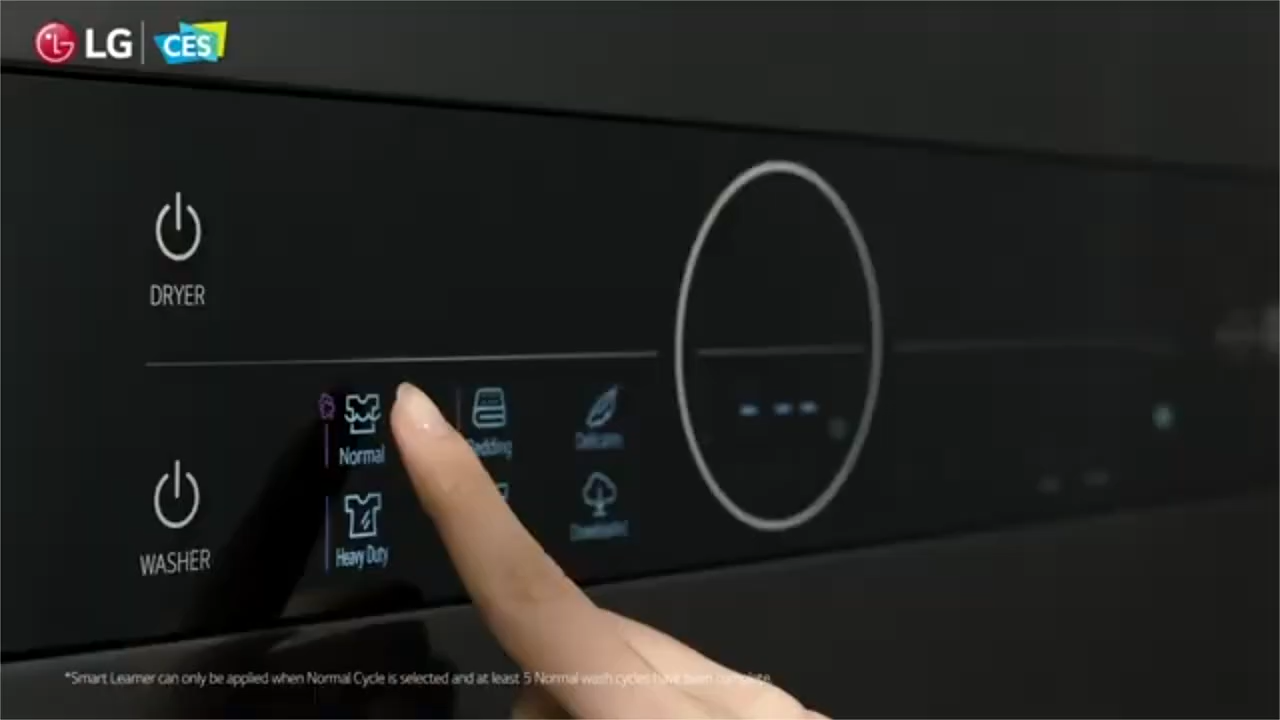 LG CES
DRYER
Normal
Bedding
Delicates
WASHER
Heavy Duty
*Smart Learner can only be applied when Normal Cycle is selected and at least 5 Normal wash cycles have been complete.